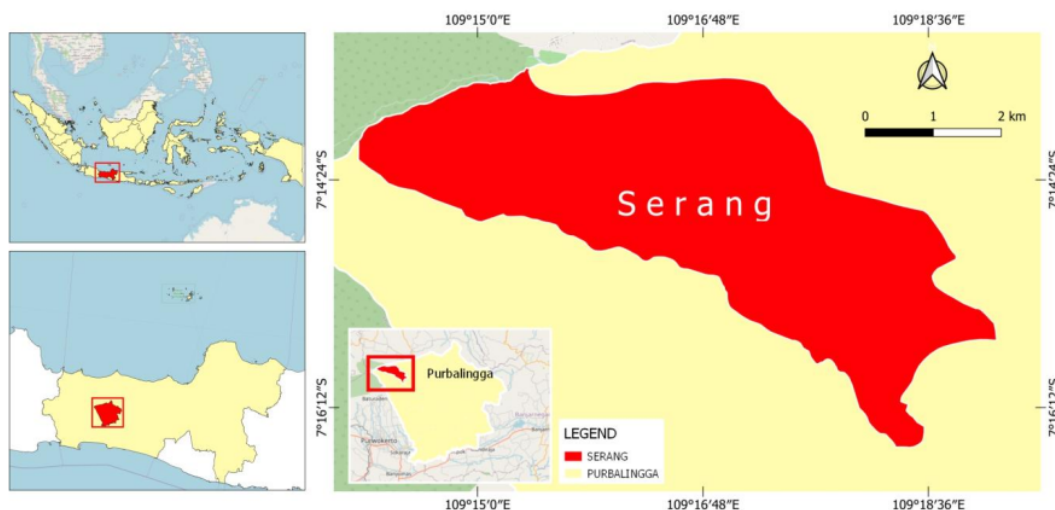 109°15′0″E 109°16′48″E 109°18′36″E
7°14′24″S
7°16′12″S
0 1 2 km
Serang
7°14′24″S
7°16′12″S
Purbalingga
Purwokerto
LEGEND
SERANG
PURBALINGGA
109°15′0″E 109°16′48″E 109°18′36″E